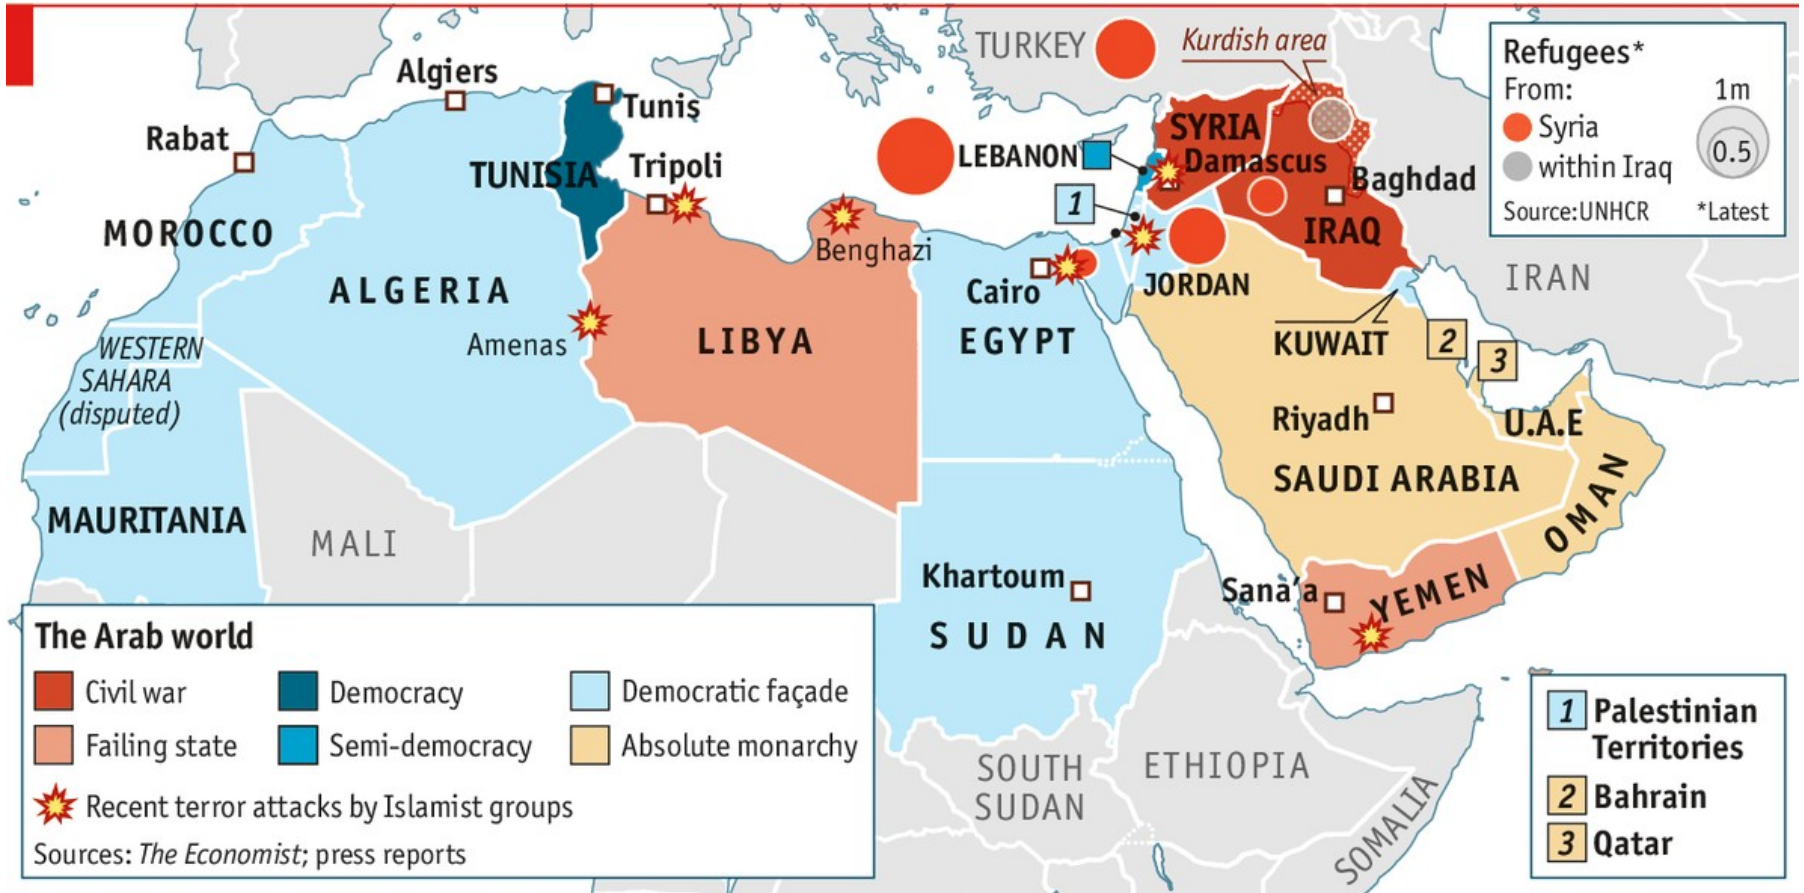 TURKEY
Kurdish area
Refugees*
From:
1m
Syria
0.5
within Iraq
Source:UNHCR
*Latest
Algiers
Tunis
Rabat
TUNISIA
Tripoli
LEBANON
SYRIA
Damascus
Baghdad
1
MOROCCO
Benghazi
IRAQ
IRAN
ALGERIA
Cairo
JORDAN
Amenas
LIBYA
EGYPT
KUWAIT
2
3
WESTERN
SAHARA
(disputed)
Riyadh
U.A.E
SAUDI ARABIA
OMAN
MAURITANIA
MALI
Khartoum
SUDAN
Sana'a
YEMEN
The Arab world
Civil war
Democracy
Democratic façade
Failing state
Semi-democracy
Absolute monarchy
Recent terror attacks by Islamist groups
Sources: The Economist; press reports
SOUTH
SUDAN
ETHIOPIA
SOMALIA
1 Palestinian
Territories
2 Bahrain
3 Qatar